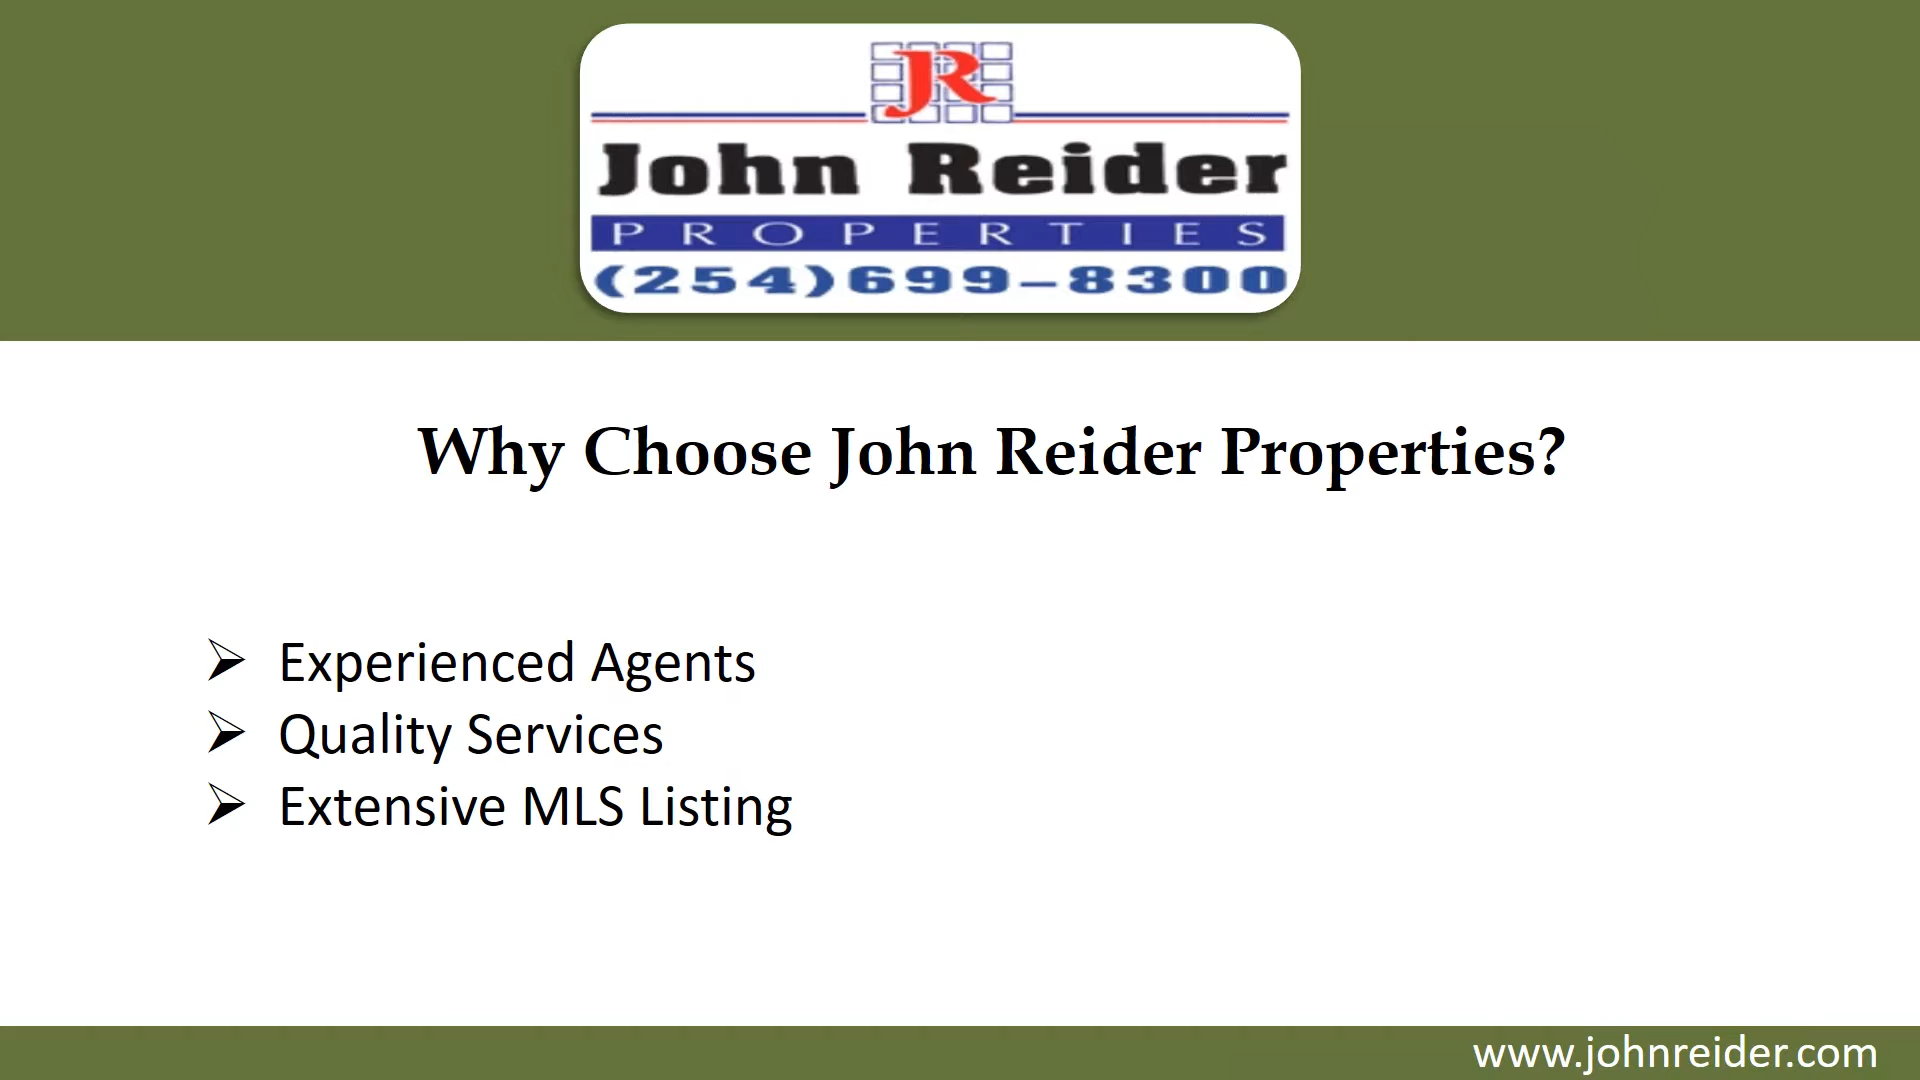 JR
John Reider
PROPERTIES
(254)699-8300
Why Choose John Reider Properties?
Experienced Agents
Quality Services
Extensive MLS Listing
www.johnreider.com